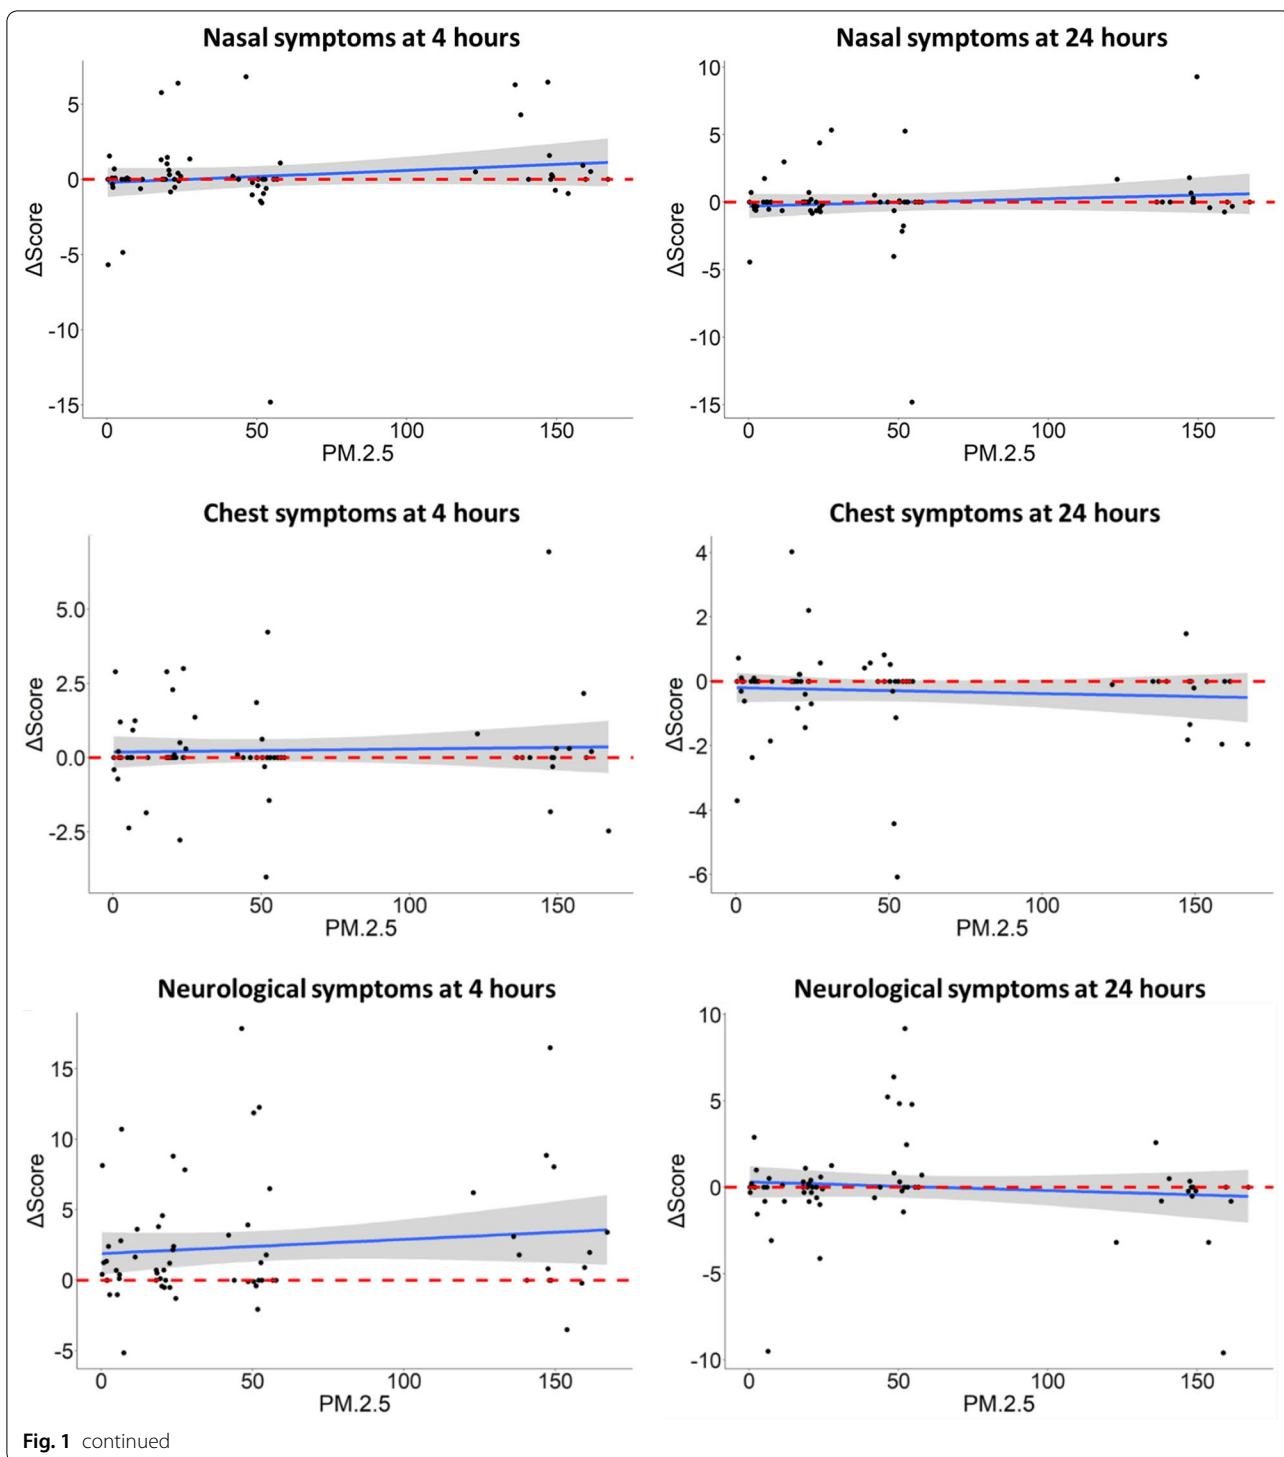 Nasal symptoms at 4 hours
5
0
-5
-10
-15
ΔScore
0 50 100 150
PM.2.5
Nasal symptoms at 24 hours
10
5
0
-5
-10
-15
ΔScore
0 50 100 150
PM.2.5
Chest symptoms at 4 hours
5.0
2.5
0.0
-2.5
ΔScore
0 50 100 150
PM.2.5
Chest symptoms at 24 hours
4
2
0
-2
-4
-6
ΔScore
0 50 100 150
PM.2.5
Neurological symptoms at 4 hours
15
10
5
0
-5
ΔScore
0 50 100 150
PM.2.5
Neurological symptoms at 24 hours
10
5
0
-5
-10
ΔScore
0 50 100 150
PM.2.5
Fig. 1 continued